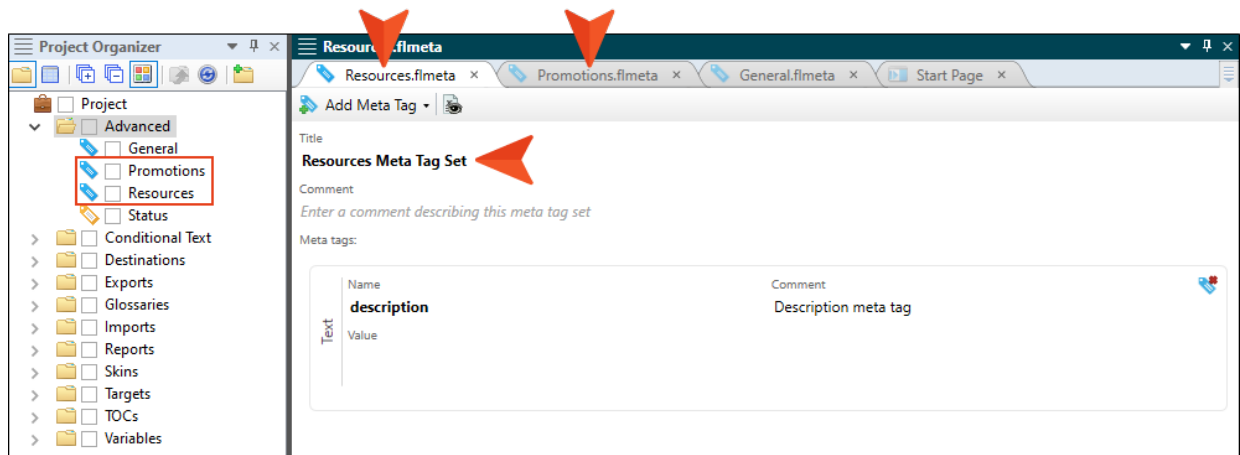 Project Organizer
Project
Advanced
General
Promotions
Resources
Status
Conditional Text
Destinations
Exports
Glossaries
Imports
Reports
Skins
Targets
TOCs
Variables
Resources.flmeta
Resources.flmeta
Promotions.flmeta
General.flmeta
Start Page
Add Meta Tag
Title
Resources Meta Tag Set
Comment
Enter a comment describing this meta tag set
Meta tags:
Text
Name
Comment
description
Description meta tag
Value